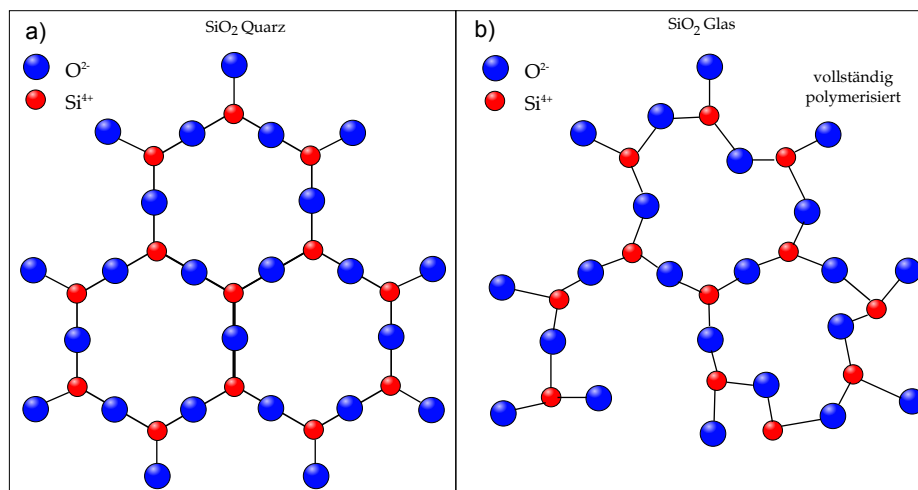 a)
SiO₂ Quarz
O²⁻
Si⁴⁺
b)
SiO₂ Glas
O²⁻
Si⁴⁺
vollständig
polymerisiert